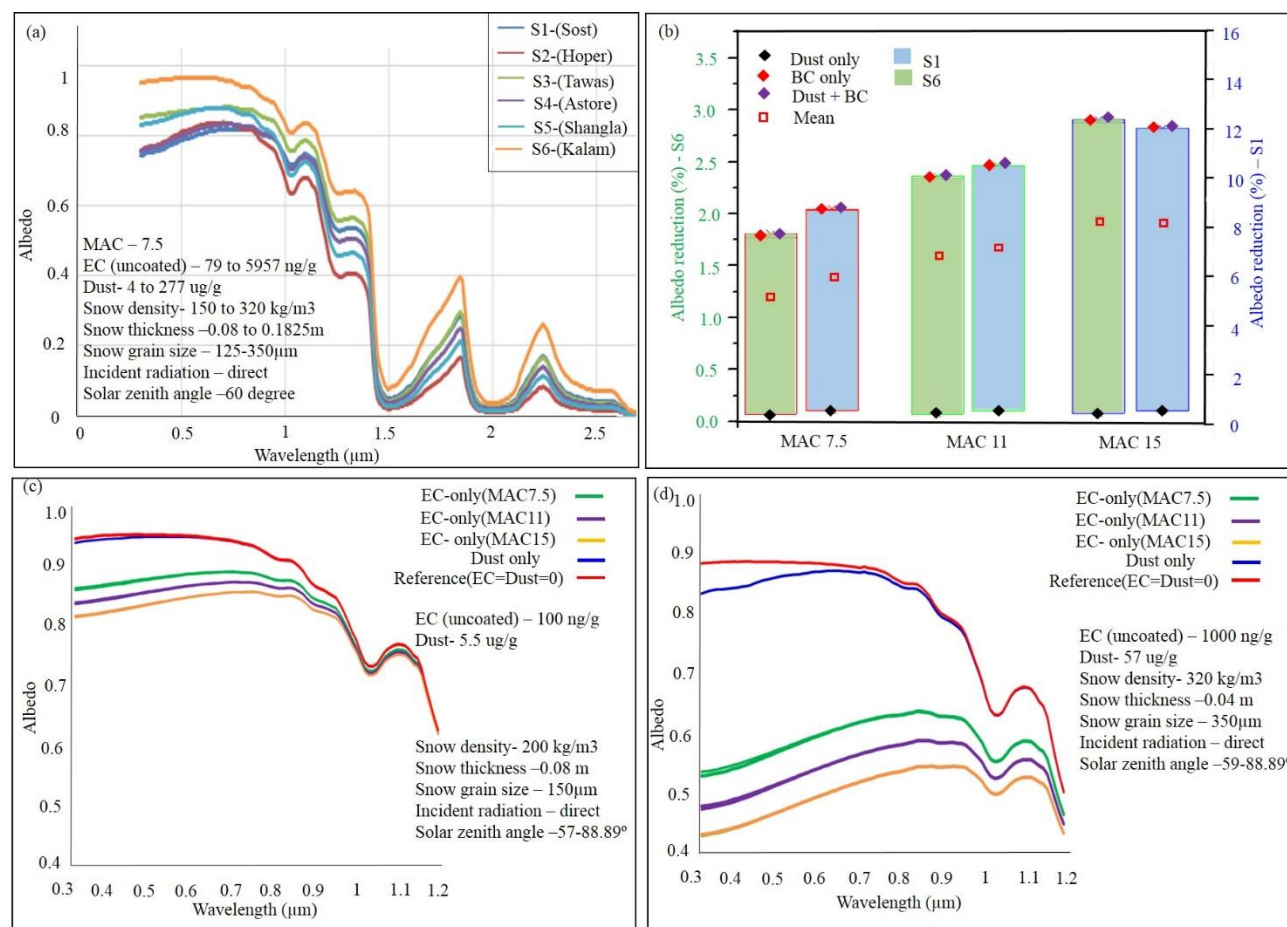 (a)
S1-(Sost)
S2-(Hoper)
S3-(Tawas)
S4-(Astore)
S5-(Shangla)
S6-(Kalam)
1
0.8
0.6
0.4
0.2
0
Albedo
MAC – 7.5
EC (uncoated) – 79 to 5957 ng/g
Dust- 4 to 277 ug/g
Snow density- 150 to 320 kg/m3
Snow thickness –0.08 to 0.1825m
Snow grain size – 125-350µm
Incident radiation – direct
Solar zenith angle –60 degree
0 0.5 1 1.5 2 2.5
Wavelength (µm)
(b)
Dust only
BC only
Dust + BC
Mean
S1
S6
3.5
3.0
2.5
2.0
1.5
1.0
0.5
0.0
Albedo reduction (%) - S6
16
14
12
10
8
6
4
2
0
Albedo reduction (%) – S1
MAC 7.5 MAC 11 MAC 15
(c)
EC-only(MAC7.5)
EC-only(MAC11)
EC- only(MAC15)
Dust only
Reference(EC=Dust=0)
1.0
0.9
0.8
0.7
0.6
0.5
0.4
Albedo
EC (uncoated) – 100 ng/g
Dust- 5.5 ug/g
Snow density- 200 kg/m3
Snow thickness –0.08 m
Snow grain size – 150µm
Incident radiation – direct
Solar zenith angle –57-88.89º
0.3 0.4 0.5 0.6 0.7 0.8 0.9 1 1.1 1.2
Wavelength (µm)
(d)
EC-only(MAC7.5)
EC-only(MAC11)
EC- only(MAC15)
Dust only
Reference(EC=Dust=0)
1.0
0.9
0.8
0.7
0.6
0.5
0.4
Albedo
EC (uncoated) – 1000 ng/g
Dust- 57 ug/g
Snow density- 320 kg/m3
Snow thickness –0.04 m
Snow grain size – 350µm
Incident radiation – direct
Solar zenith angle –59-88.89º
0.3 0.4 0.5 0.6 0.7 0.8 0.9 1 1.1 1.2
Wavelength (µm)